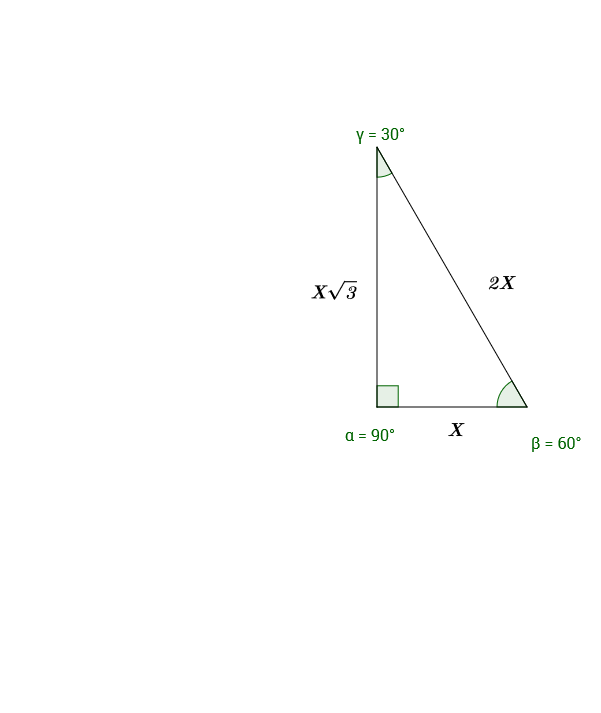 γ = 30°
2X
X√3
α = 90°
X
β = 60°